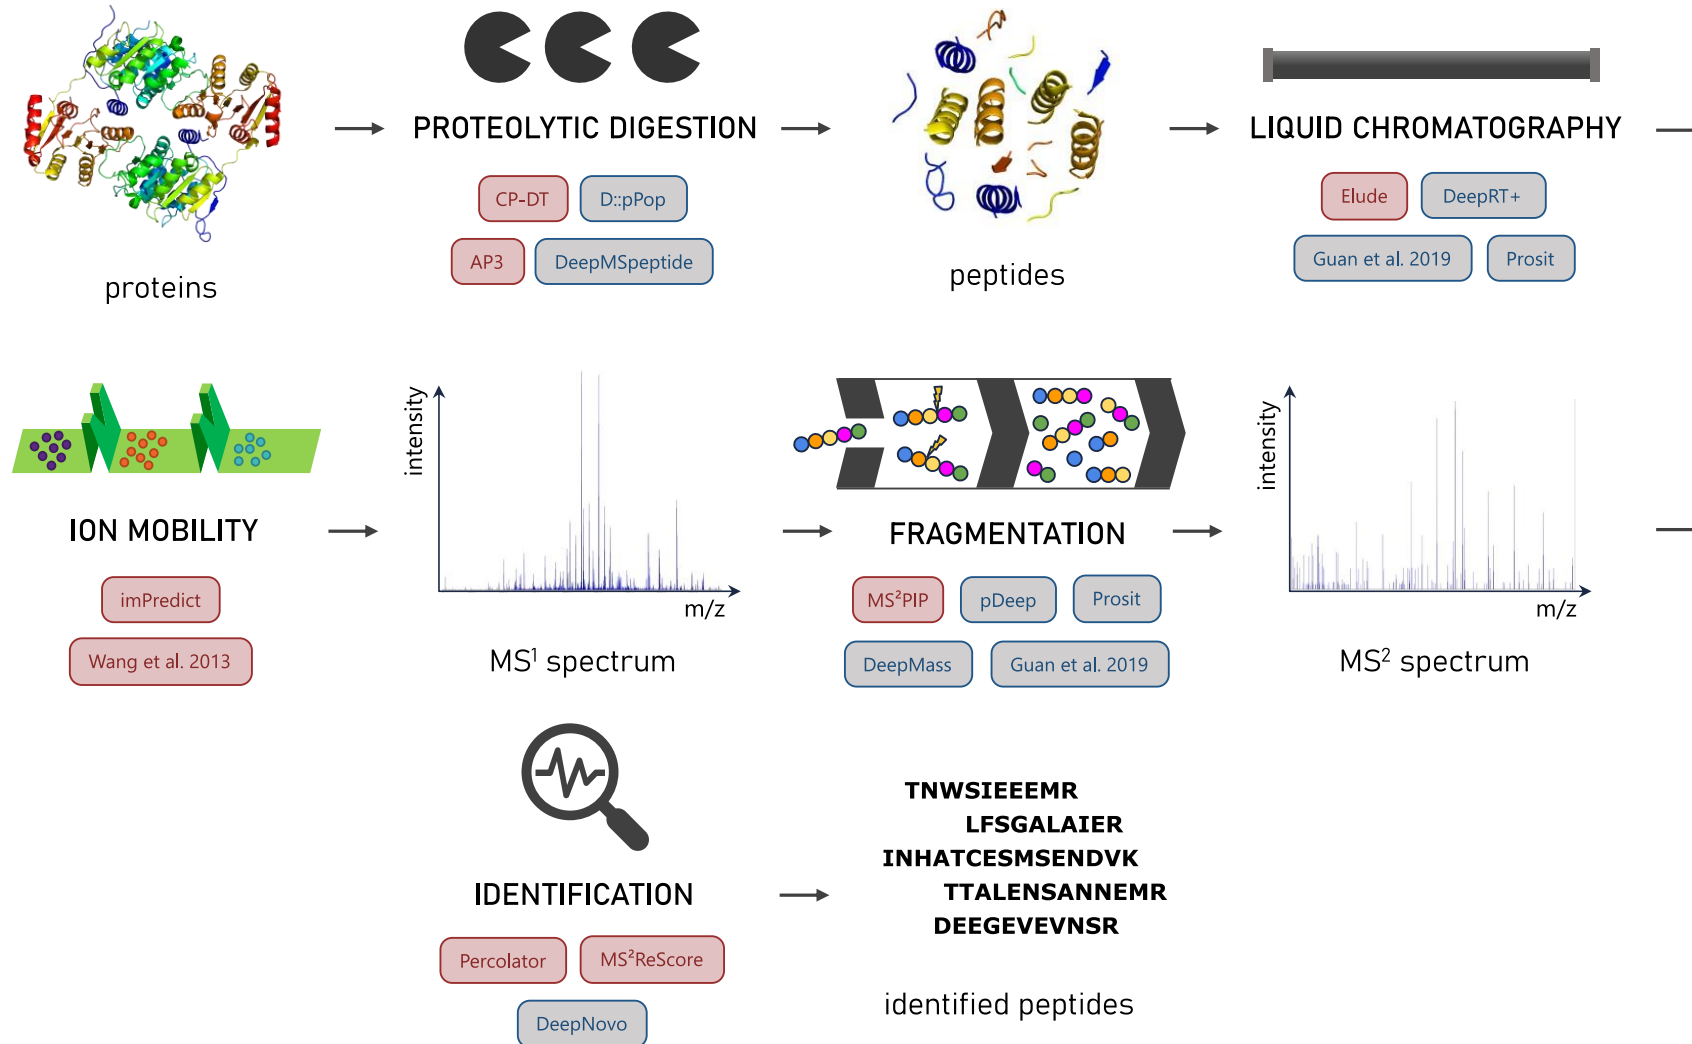 proteins
PROTEOLYTIC DIGESTION
CP-DT
D::pPop
AP3
DeepMSpeptide
peptides
LIQUID CHROMATOGRAPHY
Elude
DeepRT+
Guan et al. 2019
Prosit
ION MOBILITY
imPredict
Wang et al. 2013
intensity
m/z
MS¹ spectrum
FRAGMENTATION
MS²PIP
pDeep
Prosit
DeepMass
Guan et al. 2019
intensity
m/z
MS² spectrum
IDENTIFICATION
Percolator
MS²ReScore
DeepNovo
TNWSIEEEMR
LFSGALAIER
INHATCESMSENDVK
TTALENSANNEMR
DEEGEVEVNSR
identified peptides